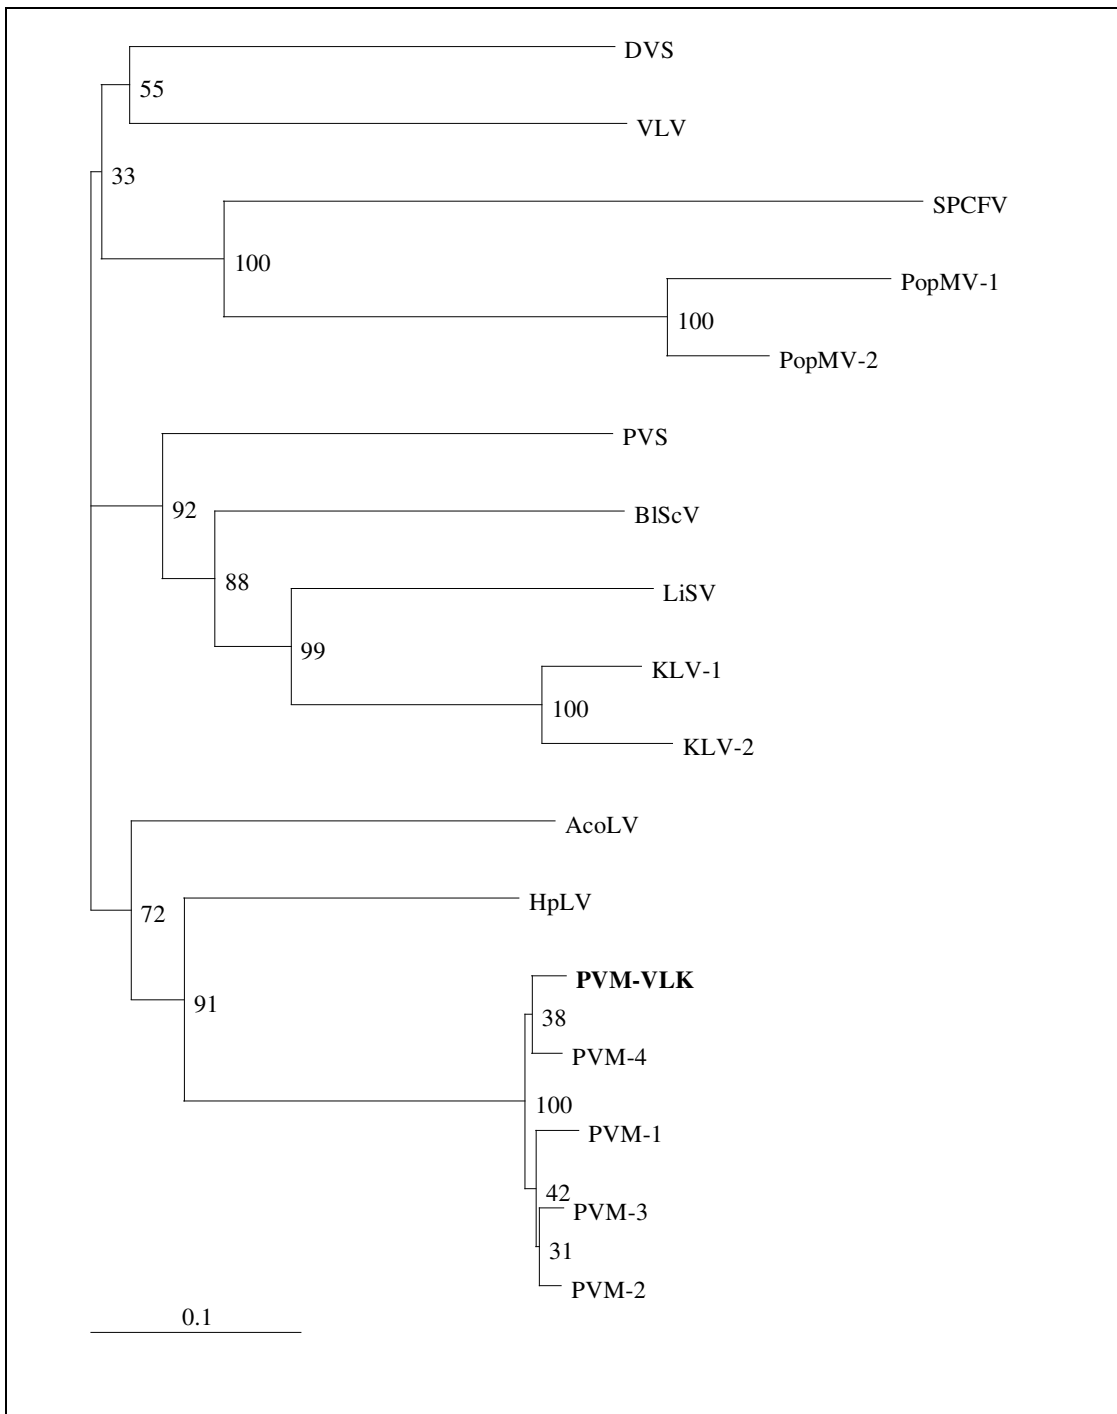 DVS
55
VLV
33
SPCFV
100
PopMV-1
100
PopMV-2
PVS
92
BlScV
88
LiSV
99
KLV-1
100
KLV-2
AcoLV
72
HpLV
91
PVM-VLK
38
PVM-4
100
PVM-1
42
PVM-3
31
PVM-2
0.1